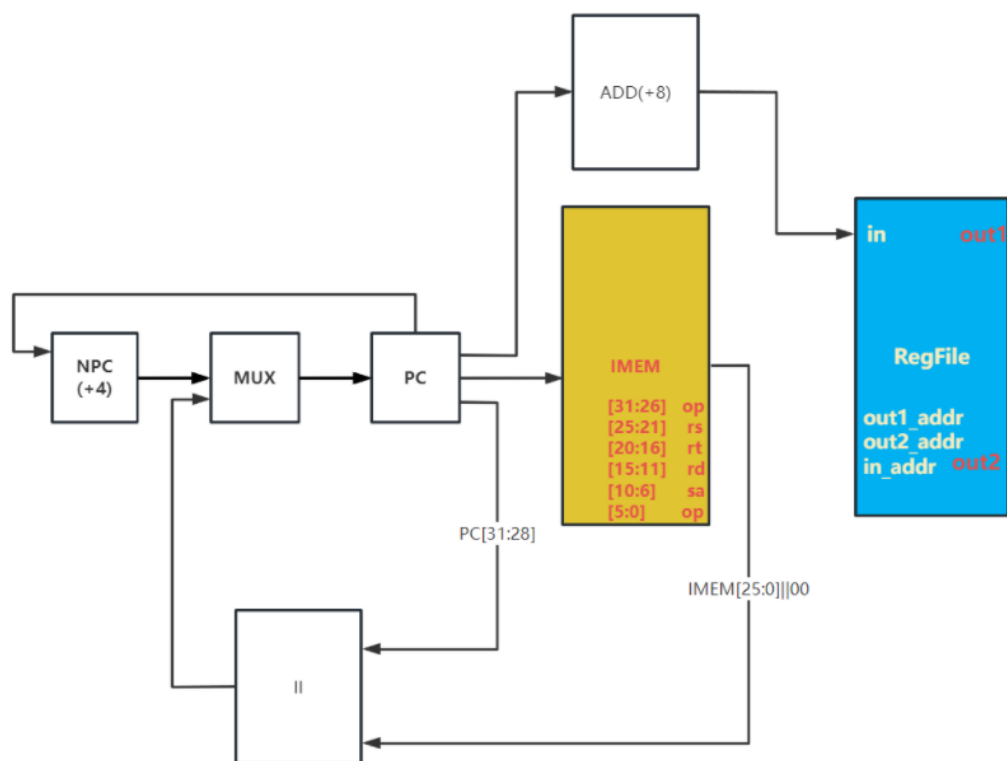 ADD(+8)
in out1
NPC
(+4)
MUX
PC
IMEM
RegFile
[31:26] op
[25:21] rs
[20:16] rt
[15:11] rd
[10:6] sa
[5:0] op
out1_addr
out2_addr
in_addr out2
PC[31:28]
IMEM[25:0]||00
||